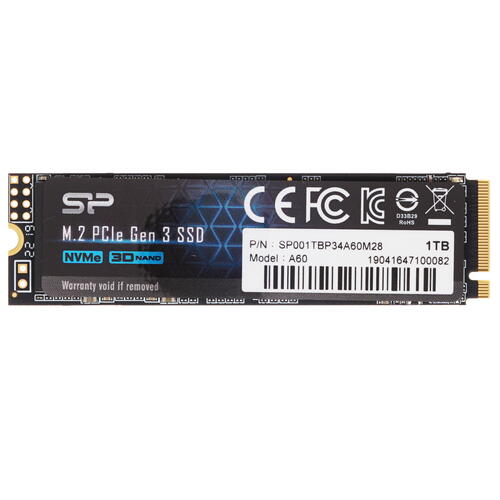 SP
M.2 PCIe Gen 3 SSD
NVMe 3D NAND
Warranty void if removed
CE FC
D33B29
RoHS
P/N : SP001TBP34A60M28 1TB
Model : A60 19041647100082
22 19